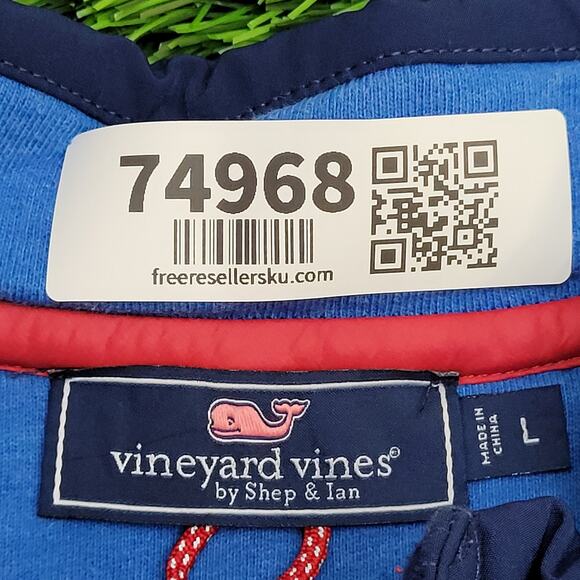 74968
freeresellersku.com
vineyard vines®
by Shep & Ian
MADE IN
CHINA
L